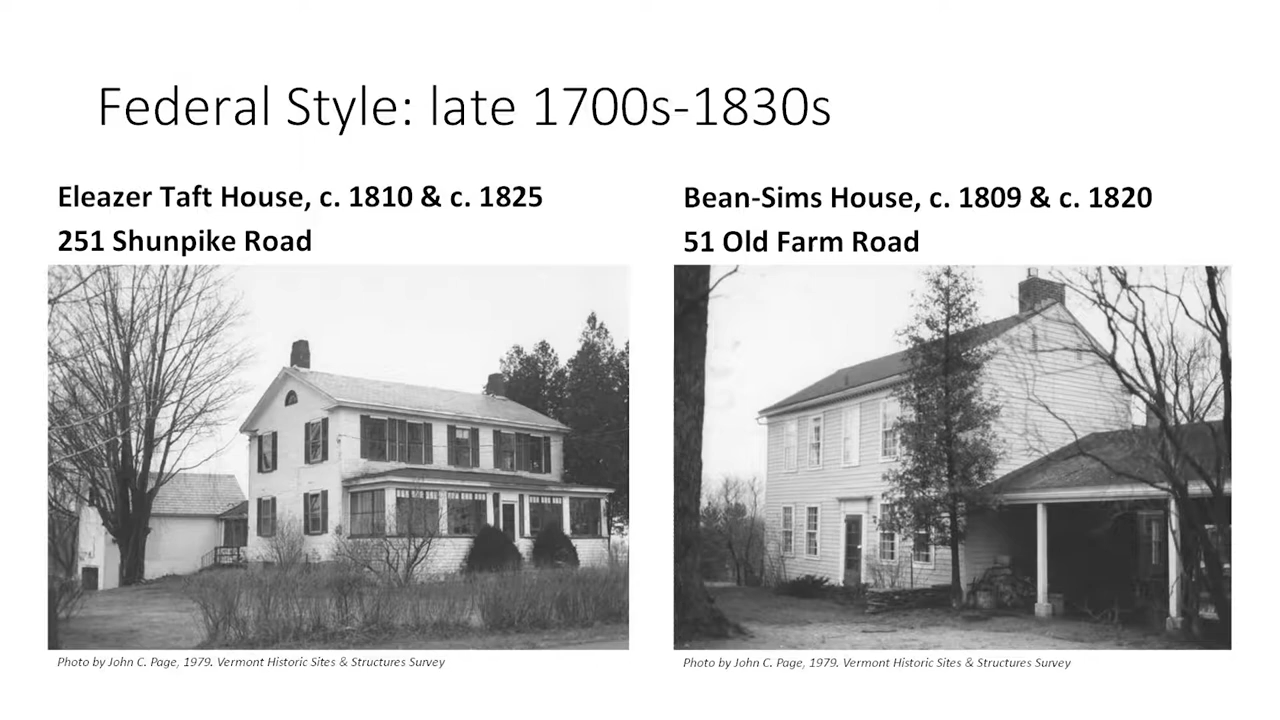 Federal Style: late 1700s-1830s
Eleazer Taft House, c. 1810 & c. 1825
251 Shunpike Road
Bean-Sims House, c. 1809 & c. 1820
51 Old Farm Road
Photo by John C. Page, 1979. Vermont Historic Sites & Structures Survey
Photo by John C. Page, 1979. Vermont Historic Sites & Structures Survey